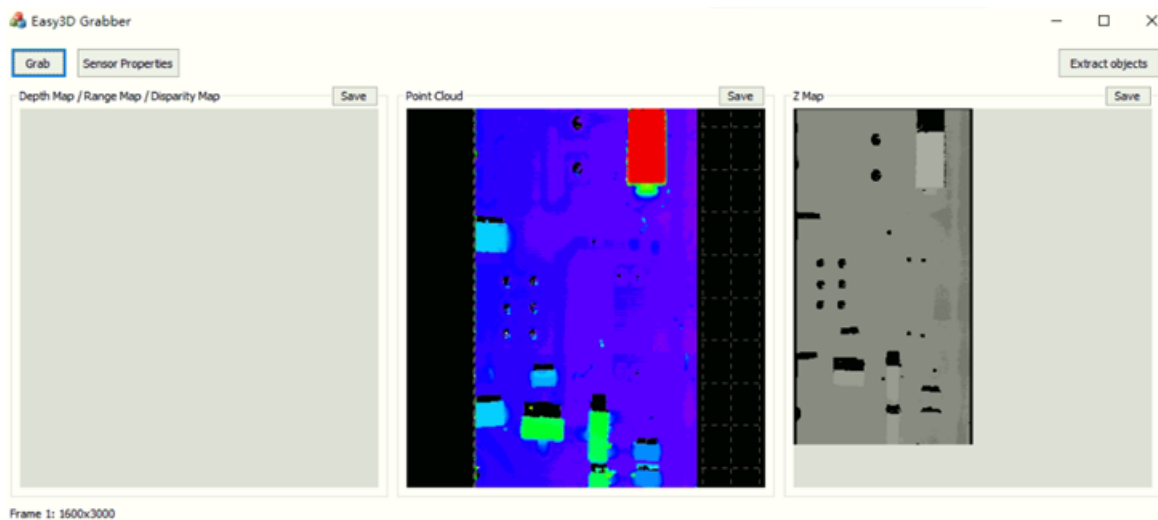 Easy3D Grabber
Grab
Sensor Properties
Extract objects
Depth Map / Range Map / Disparity Map
Save
Point Cloud
Save
Z Map
Save
Frame 1: 1600x3000